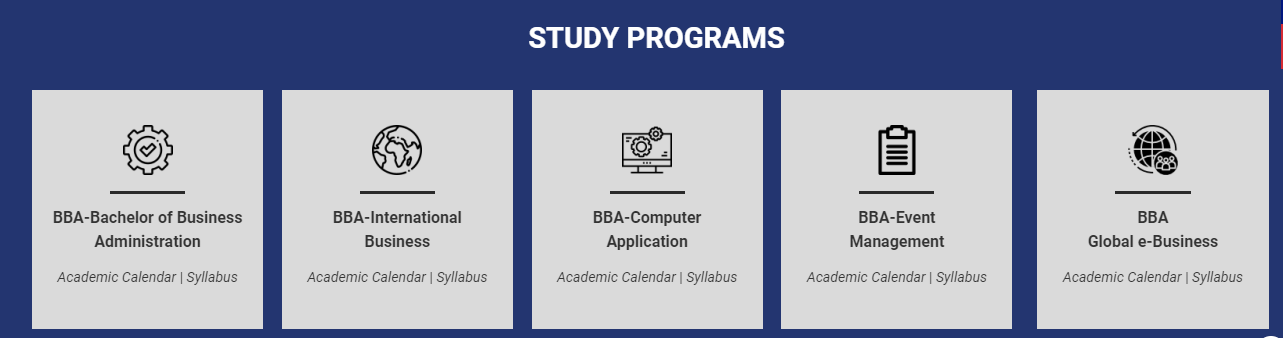 STUDY PROGRAMS
BBA-Bachelor of Business
Administration
Academic Calendar | Syllabus
BBA-International
Business
Academic Calendar | Syllabus
BBA-Computer
Application
Academic Calendar | Syllabus
BBA-Event
Management
Academic Calendar | Syllabus
BBA
Global e-Business
Academic Calendar | Syllabus